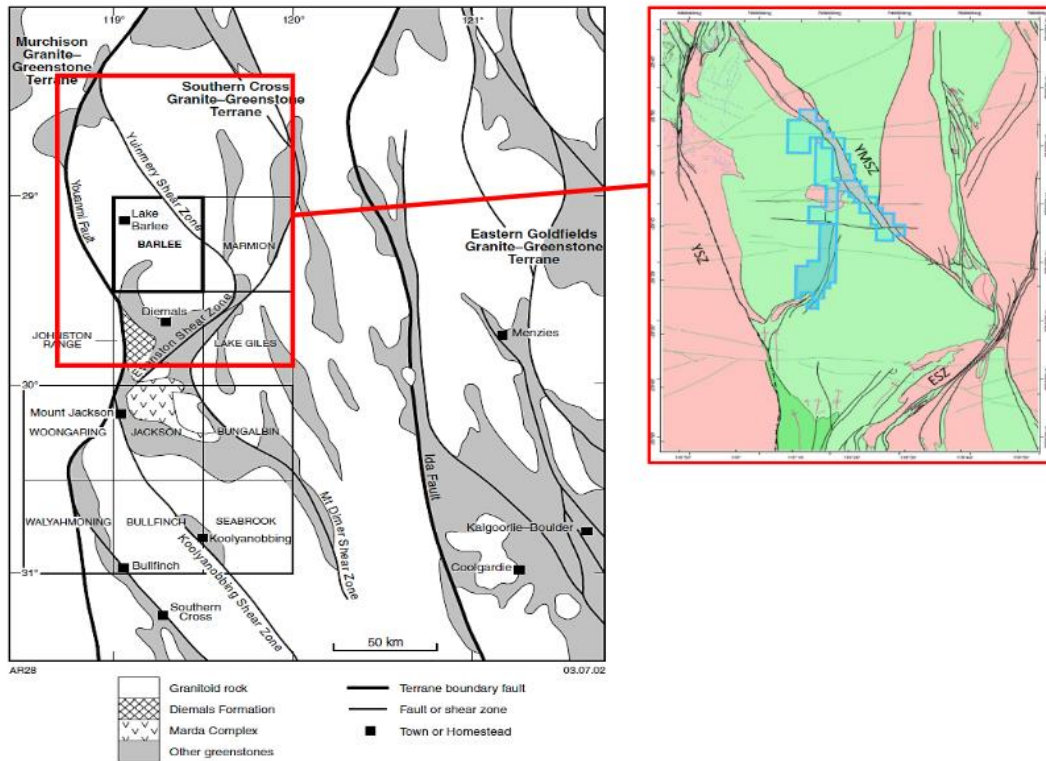 119°
120°
121°
Murchison
Granite–
Greenstone
Terrane
Southern Cross
Granite–Greenstone
Terrane
Yuinmery Shear Zone
29°
Youanmi Fault
Lake
Barlee
BARLEE
MARMION
Eastern Goldfields
Granite–Greenstone
Terrane
Diemals
Evanston Shear Zone
JOHNSTON
RANGE
LAKE GILES
Menzies
30°
Mount Jackson
WOONGARING
JACKSON
BUNGALBIN
Ida Fault
Mt Dimer Shear Zone
WALYAHMONING
BULLFINCH
SEABROOK
Koolyanobbing
Kalgoorlie–Boulder
Koolyanobbing Shear Zone
Bullfinch
Coolgardie
31°
Southern
Cross
50 km
AR28
03.07.02
Granitoid rock
Diemals Formation
Marda Complex
Other greenstones
Terrane boundary fault
Fault or shear zone
Town or Homestead
YMSZ
YSZ
ESZ